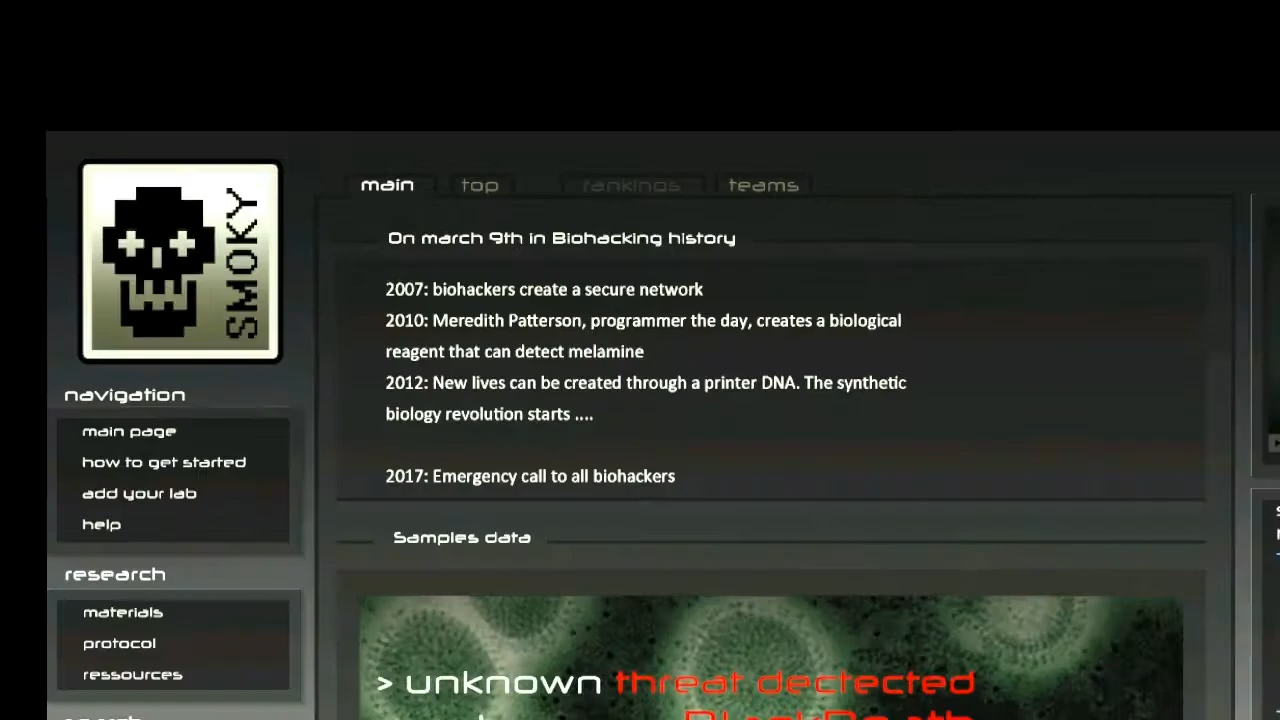 SMOKY
main top rankings teams
On march 9th in Biohacking history
2007: biohackers create a secure network
2010: Meredith Patterson, programmer the day, creates a biological
reagent that can detect melamine
2012: New lives can be created through a printer DNA. The synthetic
biology revolution starts ....
2017: Emergency call to all biohackers
navigation
main page
how to get started
add your lab
help
research
materials
protocol
ressources
Samples data
> unknown threat dectected